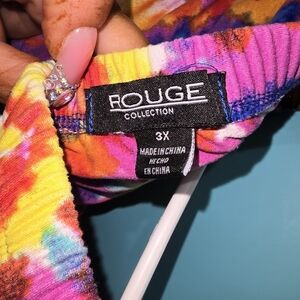 ROUGE
COLLECTION
3X
MADE IN CHINA
HECHO
EN CHINA